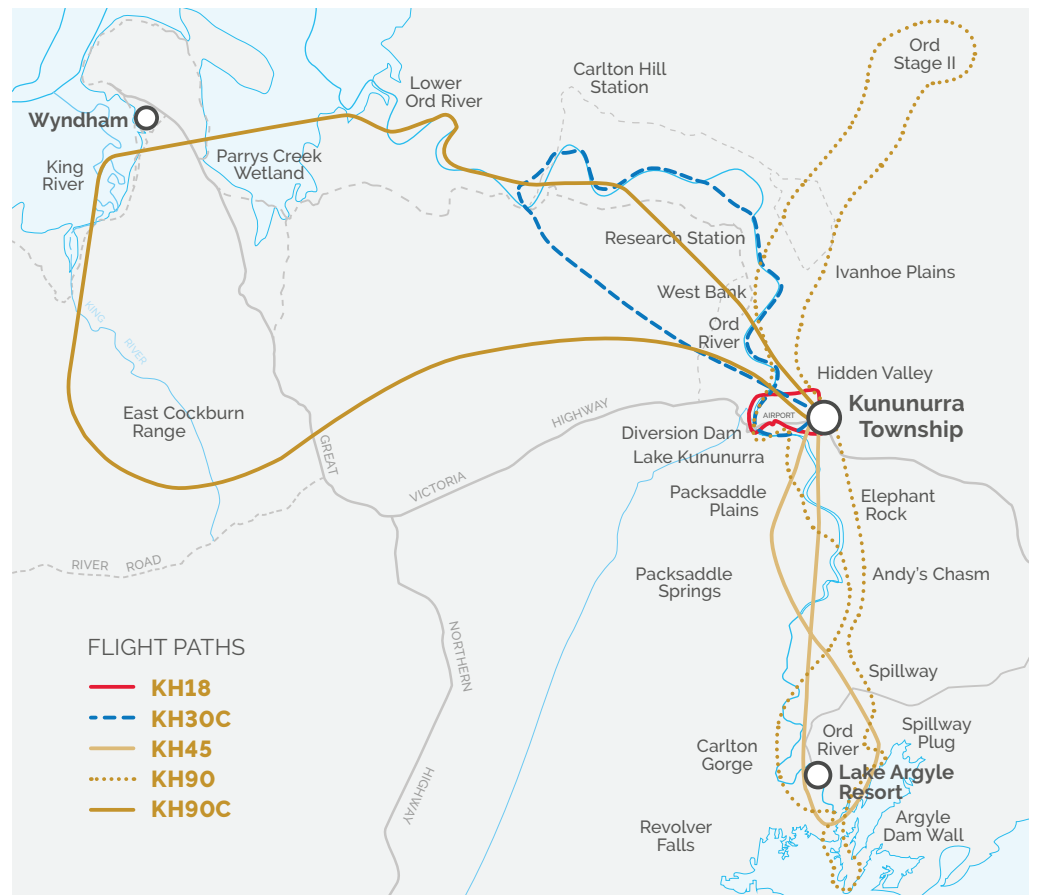 Ord
Stage II
Carlton Hill
Station
Lower
Ord River
Wyndham
King
River
Parrys Creek
Wetland
Research Station
Ivanhoe Plains
West Bank
KING
RIVER
Ord
River
Hidden Valley
East Cockburn
Range
Kununurra
Township
AIRPORT
HIGHWAY
Diversion Dam
GREAT
Lake Kununurra
VICTORIA
Packsaddle
Plains
Elephant
Rock
RIVER ROAD
Packsaddle
Springs
Andy's Chasm
NORTHERN
Spillway
FLIGHT PATHS
KH18
KH30C
KH45
KH90
KH90C
Carlton
Gorge
Ord
River
Spillway
Plug
Lake Argyle
Resort
HIGHWAY
Revolver
Falls
Argyle
Dam Wall